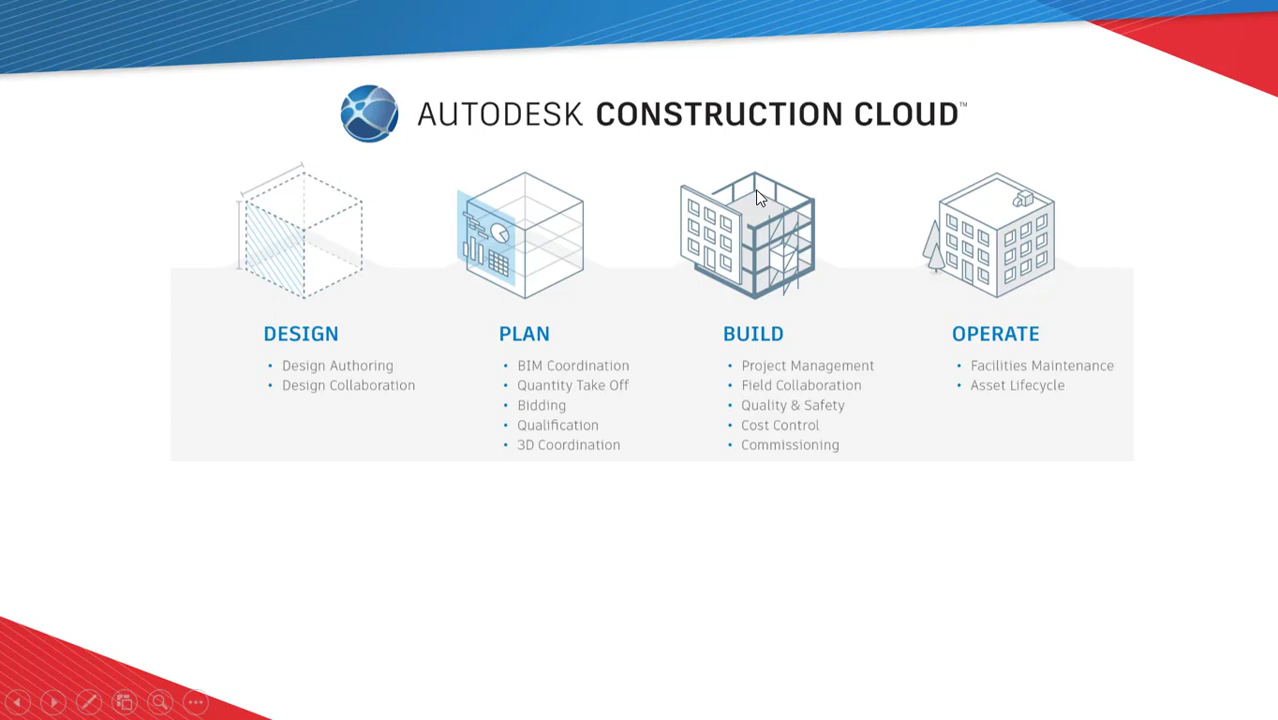 AUTODESK CONSTRUCTION CLOUD™
DESIGN
• Design Authoring
• Design Collaboration
PLAN
• BIM Coordination
• Quantity Take Off
• Bidding
• Qualification
• 3D Coordination
BUILD
• Project Management
• Field Collaboration
• Quality & Safety
• Cost Control
• Commissioning
OPERATE
• Facilities Maintenance
• Asset Lifecycle